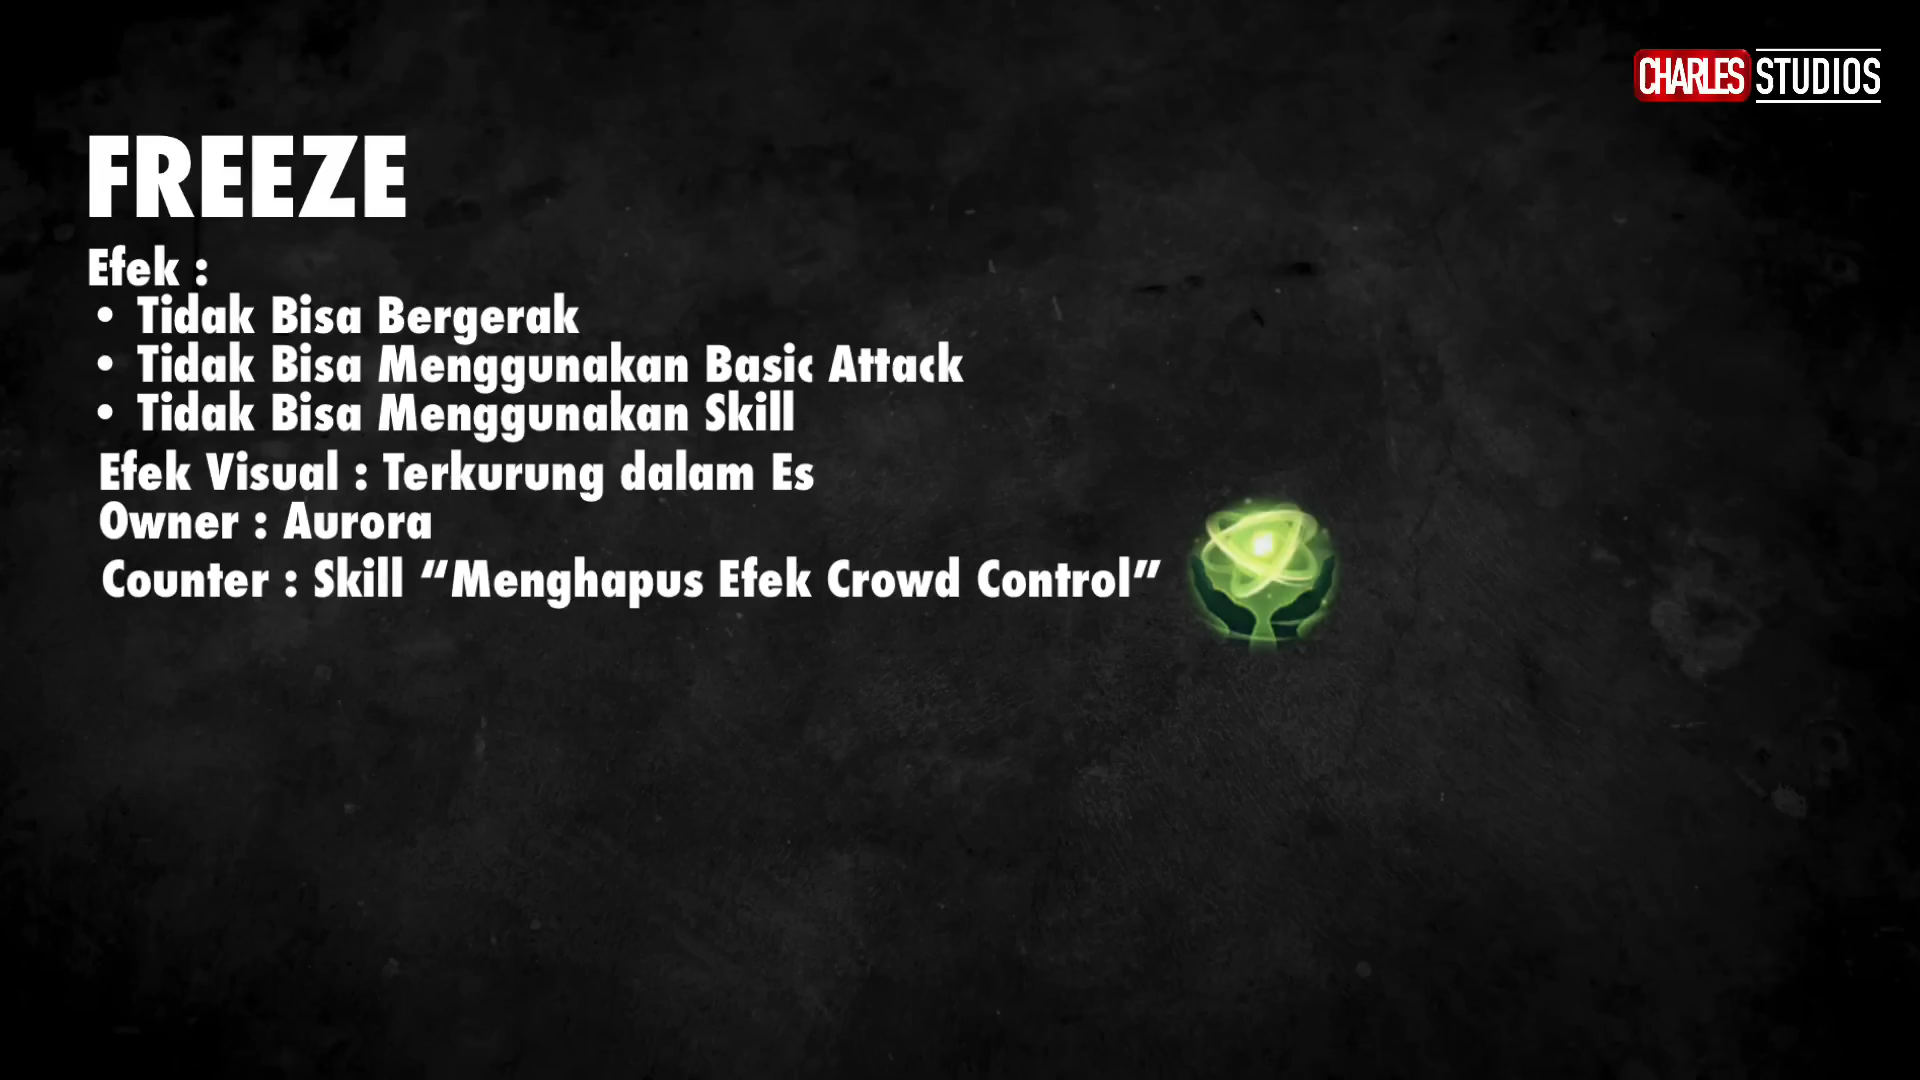 CHARLES STUDIOS
FREEZE
Efek :
• Tidak Bisa Bergerak
• Tidak Bisa Menggunakan Basic Attack
• Tidak Bisa Menggunakan Skill
Efek Visual : Terkurung dalam Es
Owner : Aurora
Counter : Skill “Menghapus Efek Crowd Control”